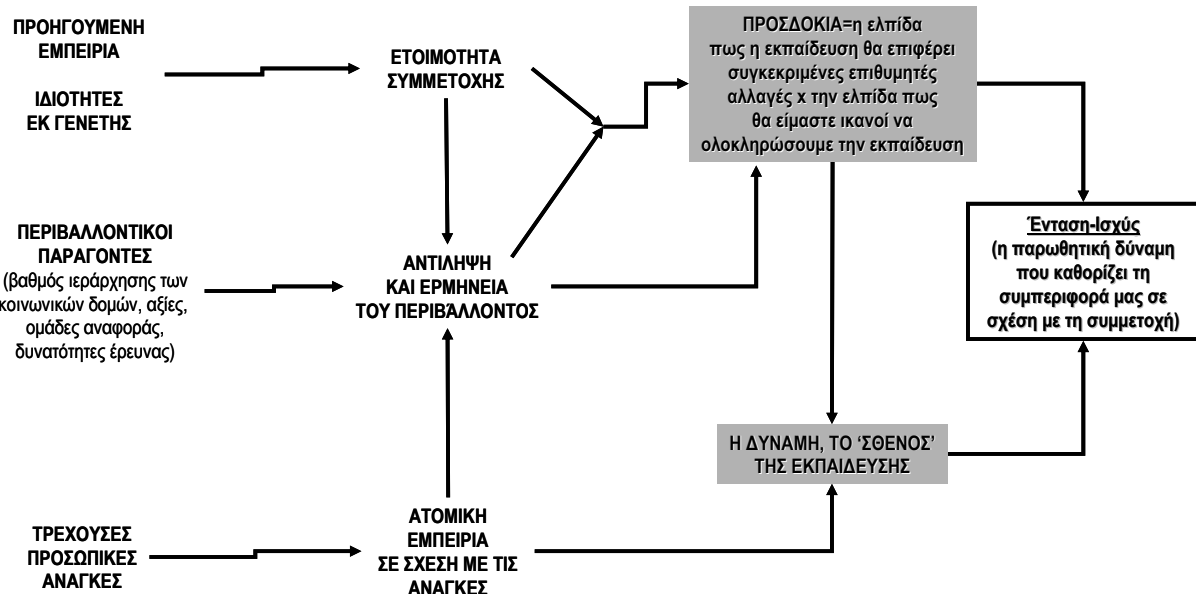 ΠΡΟΗΓΟΥΜΕΝΗ
ΕΜΠΕΙΡΙΑ
ΙΔΙΟΤΗΤΕΣ
ΕΚ ΓΕΝΕΤΗΣ
ΕΤΟΙΜΟΤΗΤΑ
ΣΥΜΜΕΤΟΧΗΣ
ΠΡΟΣΔΟΚΙΑ=η ελπίδα
πως η εκπαίδευση θα επιφέρει
συγκεκριμένες επιθυμητές
αλλαγές x την ελπίδα πως
θα είμαστε ικανοί να
ολοκληρώσουμε την εκπαίδευση
ΠΕΡΙΒΑΛΛΟΝΤΙΚΟΙ
ΠΑΡΑΓΟΝΤΕΣ
(βαθμός ιεράρχησης των
κοινωνικών δομών, αξίες,
ομάδες αναφοράς,
δυνατότητες έρευνας)
ΑΝΤΙΛΗΨΗ
ΚΑΙ ΕΡΜΗΝΕΙΑ
ΤΟΥ ΠΕΡΙΒΆΛΛΟΝΤΟΣ
Ένταση-Ισχύς
(η παρωθητική δύναμη
που καθορίζει τη
συμπεριφορά μας σε
σχέση με τη συμμετοχή)
Η ΔΥΝΑΜΗ, ΤΟ ‘ΣΘΕΝΟΣ’
ΤΗΣ ΕΚΠΑΙΔΕΥΣΗΣ
ΤΡΕΧΟΥΣΕΣ
ΠΡΟΣΩΠΙΚΕΣ
ΑΝΑΓΚΕΣ
ΑΤΟΜΙΚΗ
ΕΜΠΕΙΡΙΑ
ΣΕ ΣΧΕΣΗ ΜΕ ΤΙΣ
ΑΝΑΓΚΕΣ